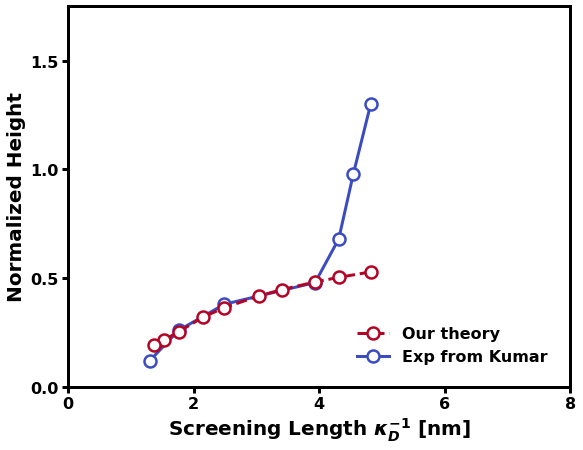 Normalized Height
1.5
1.0
0.5
0.0
0 2 4 6 8
Our theory
Exp from Kumar
Screening Length κ_D^{-1} [nm]